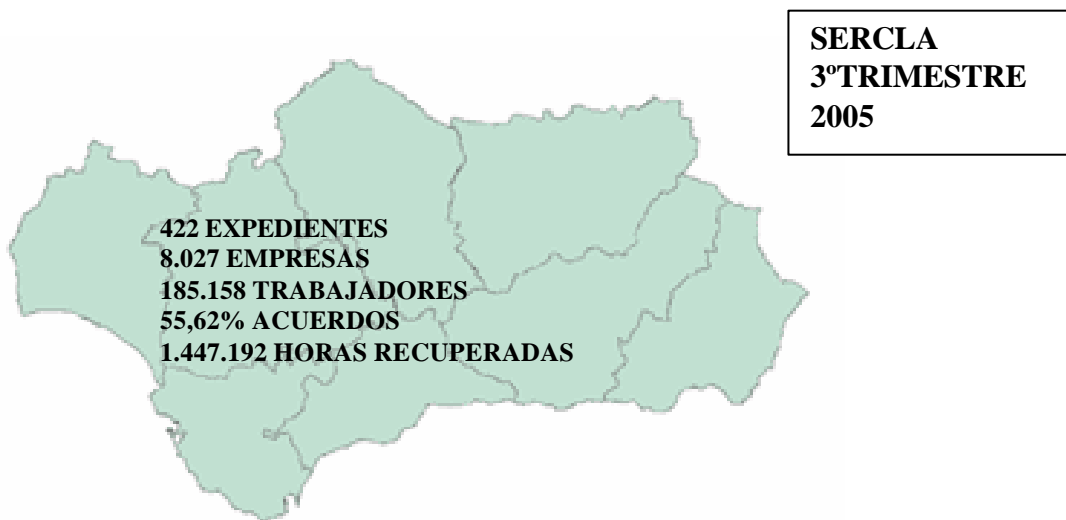 SERCLA
3ºTRIMESTRE
2005
422 EXPEDIENTES
8.027 EMPRESAS
185.158 TRABAJADORES
55,62% ACUERDOS
1.447.192 HORAS RECUPERADAS